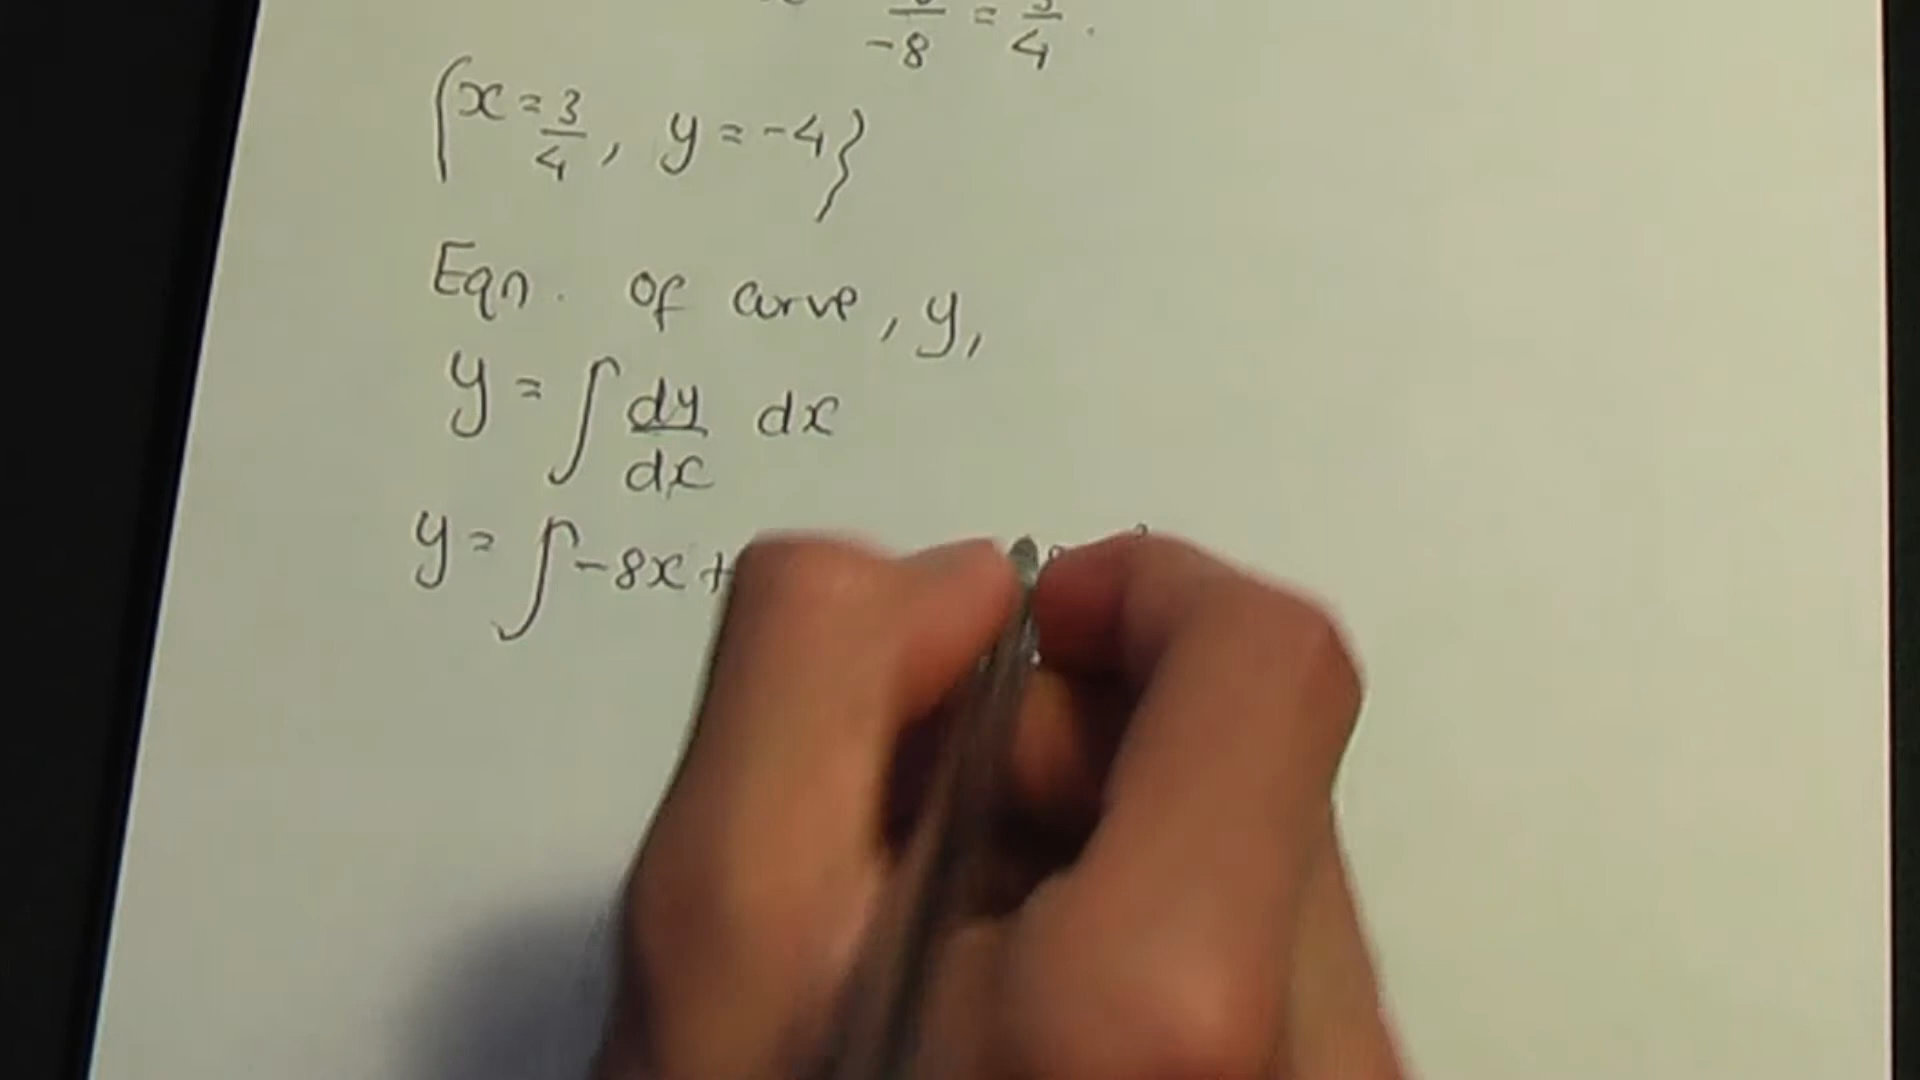 -8 = 4 .
{x = 3/4, y = -4}
Eqn. of curve, y,
y = ∫ dy/dx dx
y = ∫ -8x +